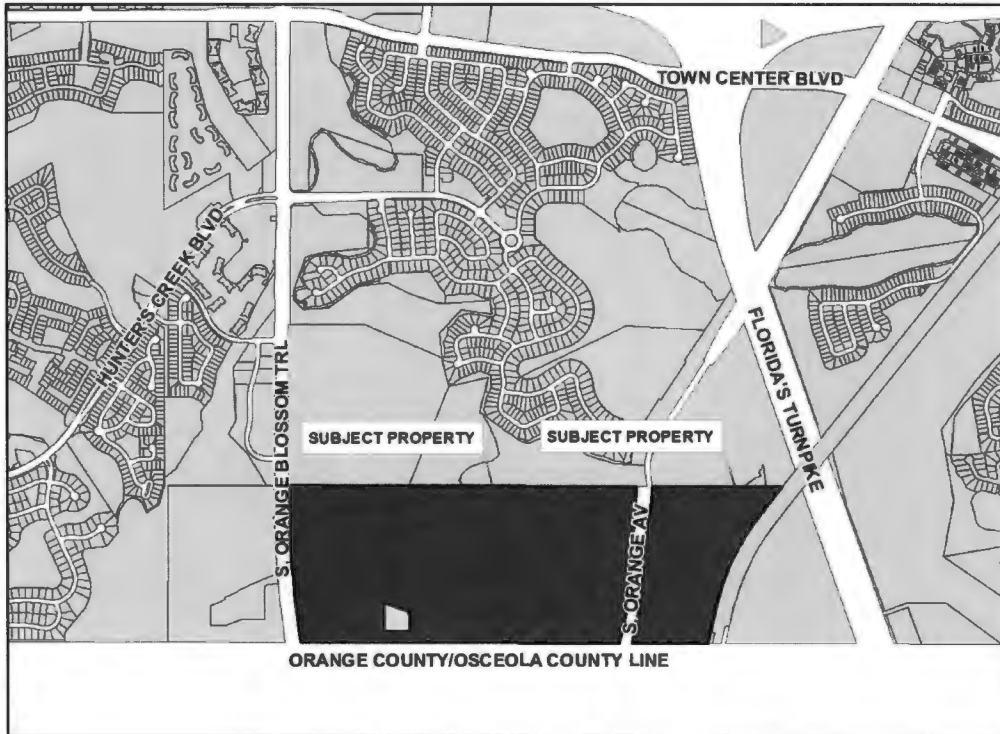 TOWN CENTER BLVD
HUNTER'S CREEK BLVD
S. ORANGE BLOSSOM TRL
FLORIDA'S TURNPIKE
SUBJECT PROPERTY
SUBJECT PROPERTY
S. ORANGE AV
ORANGE COUNTY/OSCEOLA COUNTY LINE